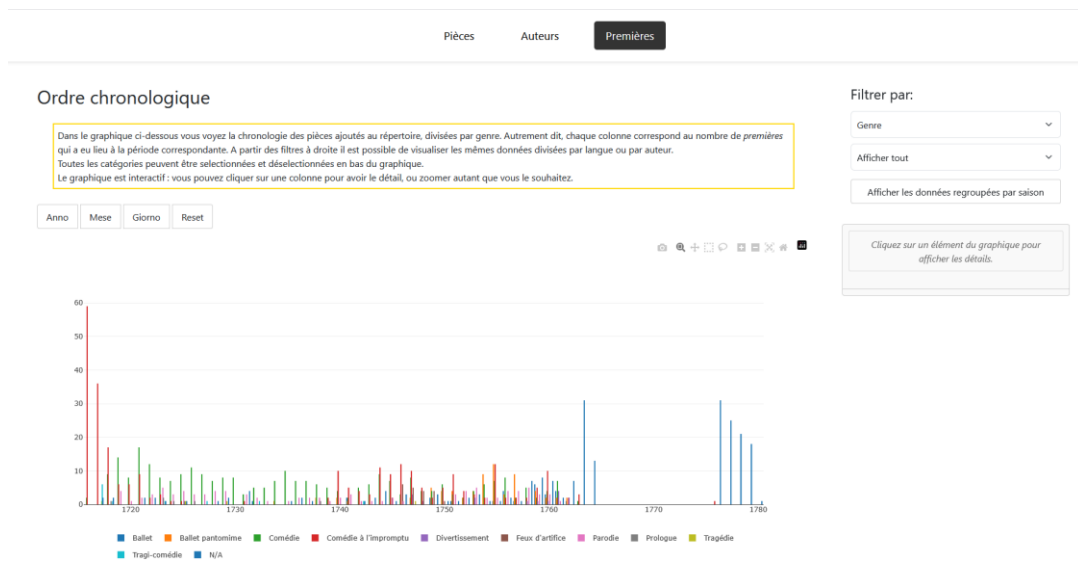 Pièces Auteurs Premières
Ordre chronologique
Filtrer par:
Dans le graphique ci-dessous vous voyez la chronologie des pièces ajoutés au répertoire, divisées par genre. Autrement dit, chaque colonne correspond au nombre de premières
qui a eu lieu à la période correspondante. A partir des filtres à droite il est possible de visualiser les mêmes données divisées par langue ou par auteur.
Toutes les catégories peuvent être selectionnées et déselectionnées en bas du graphique.
Le graphique est interactif : vous pouvez cliquer sur une colonne pour avoir le détail, ou zoomer autant que vous le souhaitez.
Genre
Afficher tout
Afficher les données regroupées par saison
Anno Mese Giorno Reset
Cliquez sur un élément du graphique pour
afficher les détails.
60
50
40
30
20
10
0
1720 1730 1740 1750 1760 1770 1780
Ballet Ballet pantomime Comédie Comédie à l'impromptu Divertissement Feux d'artifice Parodie Prologue Tragédie
Tragi-comédie N/A